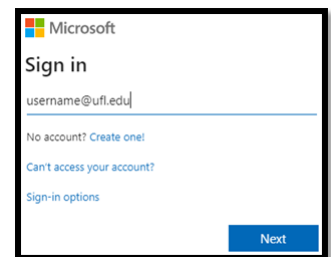 Microsoft
Sign in
username@ufl.edu
No account? Create one!
Can't access your account?
Sign-in options
Next